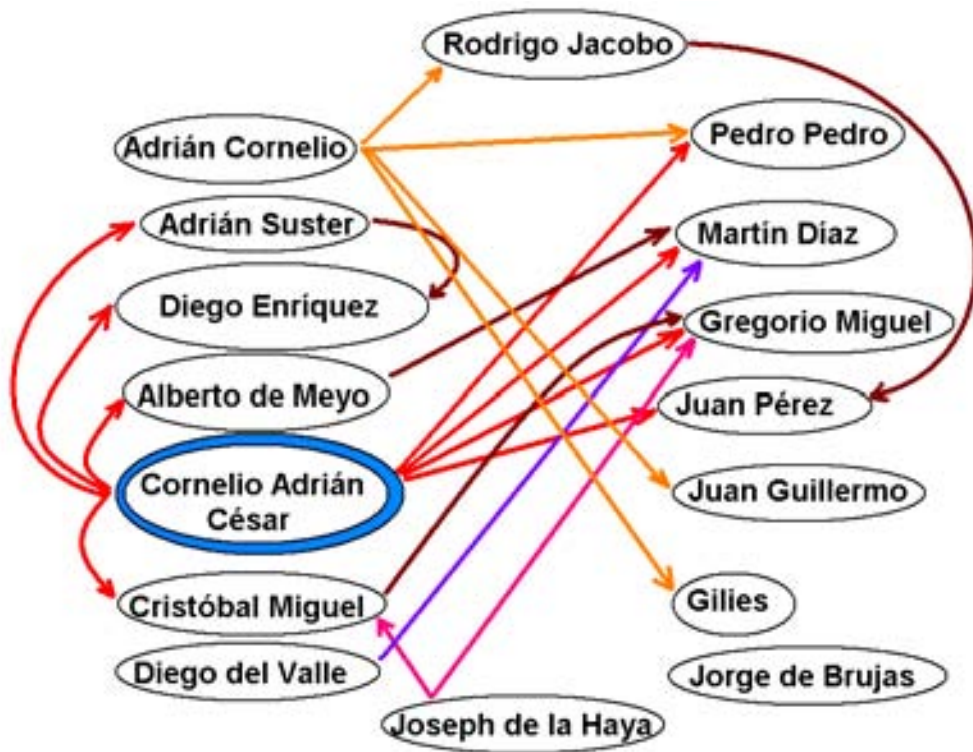 Rodrigo Jacobo
Adrián Cornelio
Pedro Pedro
Adrián Suster
Martín Díaz
Diego Enríquez
Gregorio Miguel
Alberto de Meyo
Juan Pérez
Cornelio Adrián
César
Juan Guillermo
Cristóbal Miguel
Gilies
Diego del Valle
Jorge de Brujas
Joseph de la Haya